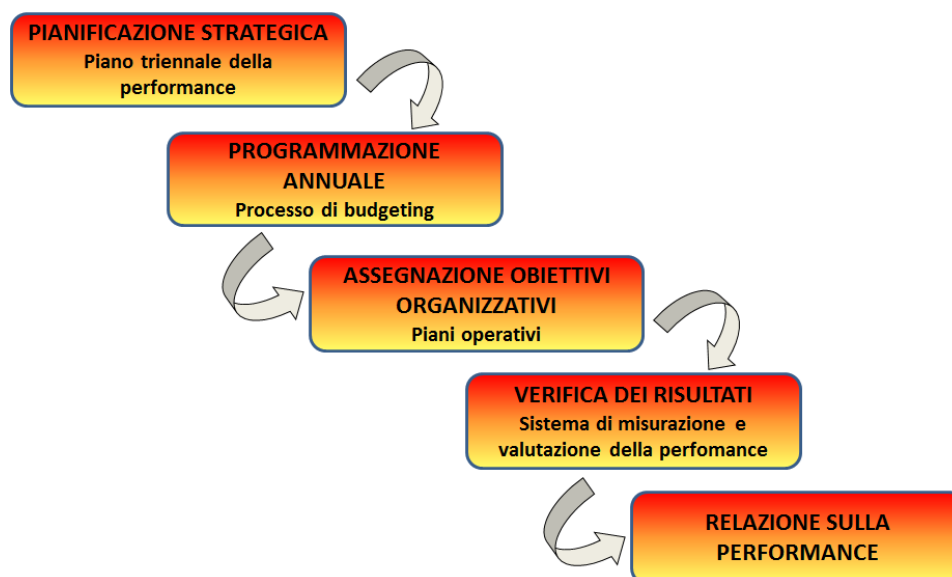 PIANIFICAZIONE STRATEGICA
Piano triennale della
performance
PROGRAMMAZIONE
ANNUALE
Processo di budgeting
ASSEGNAZIONE OBIETTIVI
ORGANIZZATIVI
Piani operativi
VERIFICA DEI RISULTATI
Sistema di misurazione e
valutazione della perfomance
RELAZIONE SULLA
PERFORMANCE